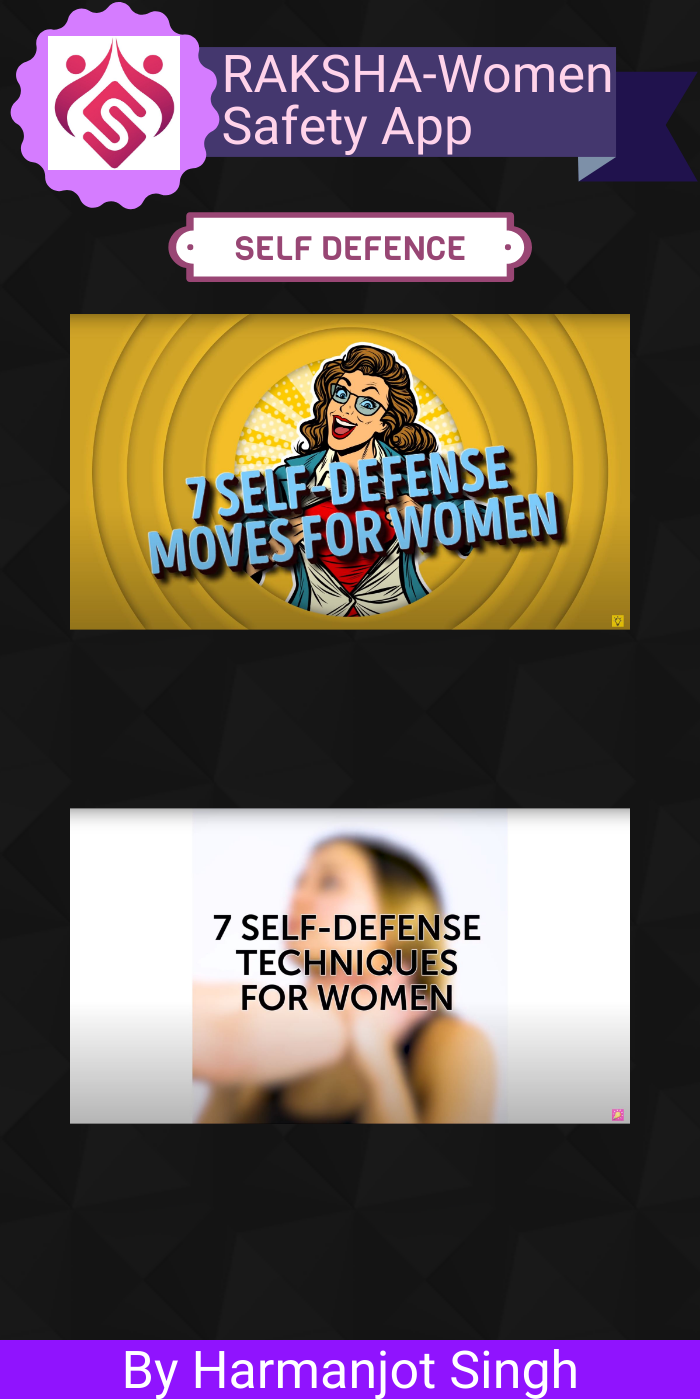 RAKSHA-Women
Safety App
SELF DEFENCE
7 SELF-DEFENSE
MOVES FOR WOMEN
7 SELF-DEFENSE
TECHNIQUES
FOR WOMEN
By Harmanjot Singh